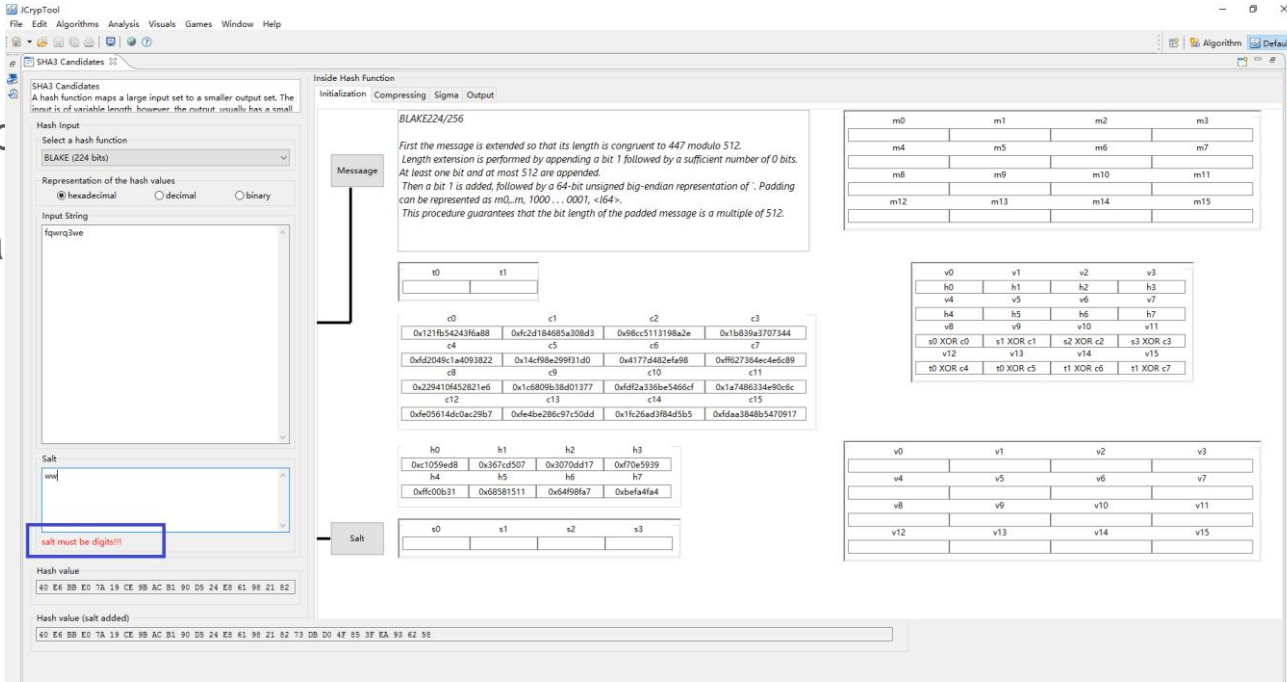 JCrypTool
File Edit Algorithms Analysis Visuals Games Window Help
Algorithm Defau
SHA3 Candidates
SHA3 Candidates
A hash function maps a large input set to a smaller output set. The
input is of variable length, however, the output usually has a small
Hash Input
Select a hash function
BLAKE (224 bits)
Representation of the hash values
hexadecimal decimal binary
Input String
fqwrq3we
Salt
ww
salt must be digits!!!
Hash value
40 E6 BB E0 7A 19 CE 9B AC B1 90 D5 24 E8 61 98 21 82
Hash value (salt added)
40 E6 BB E0 7A 19 CE 9B AC B1 90 D5 24 E8 61 98 21 82 73 DB D0 4F 85 3F EA 93 62 58
Inside Hash Function
Initialization Compressing Sigma Output
Messaage
Salt
BLAKE224/256
First the message is extended so that its length is congruent to 447 modulo 512.
Length extension is performed by appending a bit 1 followed by a sufficient number of 0 bits.
At least one bit and at most 512 are appended.
Then a bit 1 is added, followed by a 64-bit unsigned big-endian representation of `. Padding
can be represented as m0,..m, 1000 . . . 0001, <l64>.
This procedure guarantees that the bit length of the padded message is a multiple of 512.
t0 t1
c0 c1 c2 c3
0x121fb54243f6a88 0xfc2d184685a308d3 0x98cc5113198a2e 0x1b839a3707344
c4 c5 c6 c7
0xfd2049c1a4093822 0x14cf98e299f31d0 0x4177d482efa98 0xff627364ec4e6c89
c8 c9 c10 c11
0x229410f452821e6 0x1c6809b38d01377 0xfdf2a336be5466cf 0x1a7486334e90c6c
c12 c13 c14 c15
0xfe05614dc0ac29b7 0xfe4be286c97c50dd 0x1fc26ad3f84d5b5 0xfdaa3848b5470917
h0 h1 h2 h3
0xc1059ed8 0x367cd507 0x3070dd17 0xf70e5939
h4 h5 h6 h7
0xffc00b31 0x68581511 0x64f98fa7 0xbefa4fa4
s0 s1 s2 s3
m0 m1 m2 m3
m4 m5 m6 m7
m8 m9 m10 m11
m12 m13 m14 m15
v0 v1 v2 v3
h0 h1 h2 h3
v4 v5 v6 v7
h4 h5 h6 h7
v8 v9 v10 v11
s0 XOR c0 s1 XOR c1 s2 XOR c2 s3 XOR c3
v12 v13 v14 v15
t0 XOR c4 t0 XOR c5 t1 XOR c6 t1 XOR c7
v0 v1 v2 v3
v4 v5 v6 v7
v8 v9 v10 v11
v12 v13 v14 v15